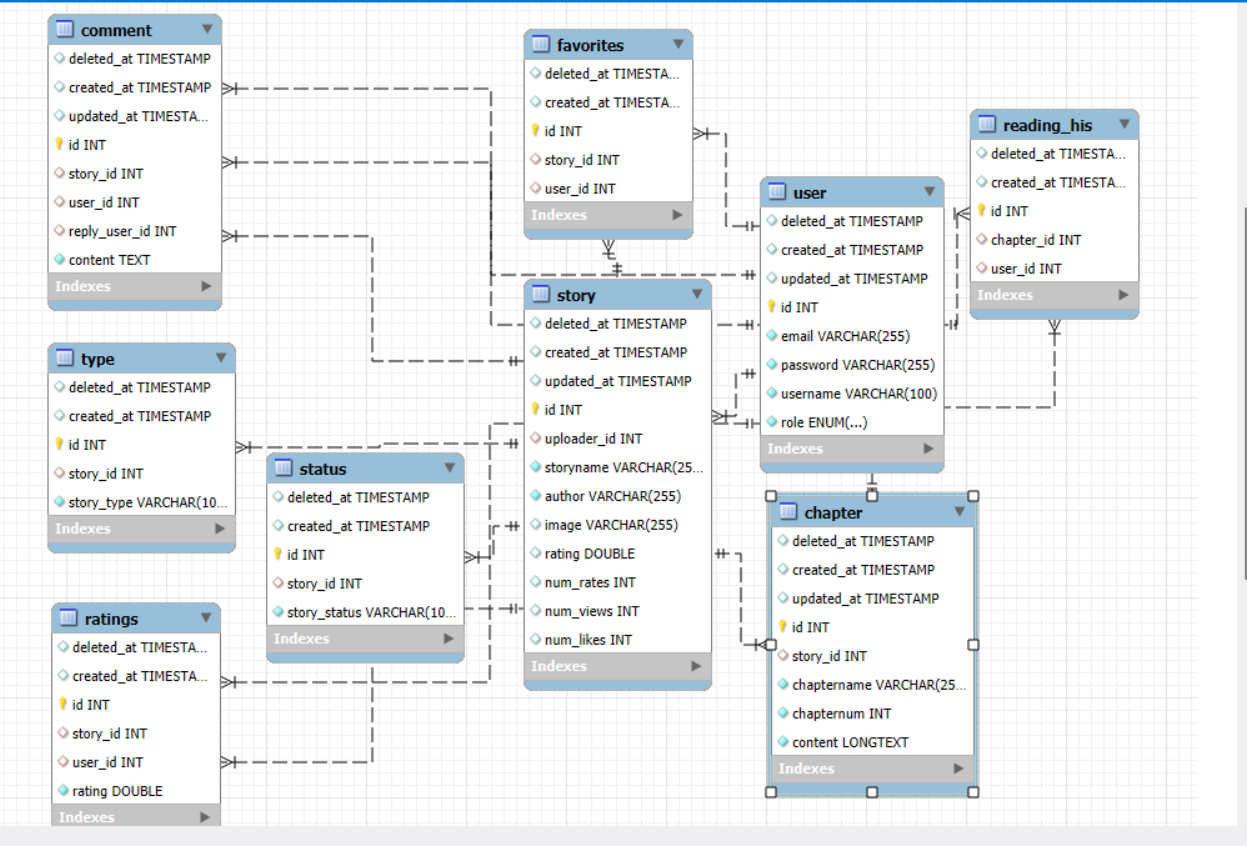 comment
deleted_at TIMESTAMP
created_at TIMESTAMP
updated_at TIMESTA...
id INT
story_id INT
user_id INT
reply_user_id INT
content TEXT
Indexes
favorites
deleted_at TIMESTA...
created_at TIMESTA...
id INT
story_id INT
user_id INT
Indexes
reading_his
deleted_at TIMESTA...
created_at TIMESTA...
id INT
chapter_id INT
user_id INT
Indexes
user
deleted_at TIMESTAMP
created_at TIMESTAMP
updated_at TIMESTAMP
id INT
email VARCHAR(255)
password VARCHAR(255)
username VARCHAR(100)
role ENUM(...)
Indexes
story
deleted_at TIMESTAMP
created_at TIMESTAMP
updated_at TIMESTAMP
id INT
uploader_id INT
storyname VARCHAR(25...
author VARCHAR(255)
image VARCHAR(255)
rating DOUBLE
num_rates INT
num_views INT
num_likes INT
Indexes
type
deleted_at TIMESTAMP
created_at TIMESTAMP
id INT
story_id INT
story_type VARCHAR(10...
Indexes
status
deleted_at TIMESTAMP
created_at TIMESTAMP
id INT
story_id INT
story_status VARCHAR(10...
Indexes
chapter
deleted_at TIMESTAMP
created_at TIMESTAMP
updated_at TIMESTAMP
id INT
story_id INT
chaptername VARCHAR(25...
chapternum INT
content LONGTEXT
Indexes
ratings
deleted_at TIMESTA...
created_at TIMESTA...
id INT
story_id INT
user_id INT
rating DOUBLE
Indexes